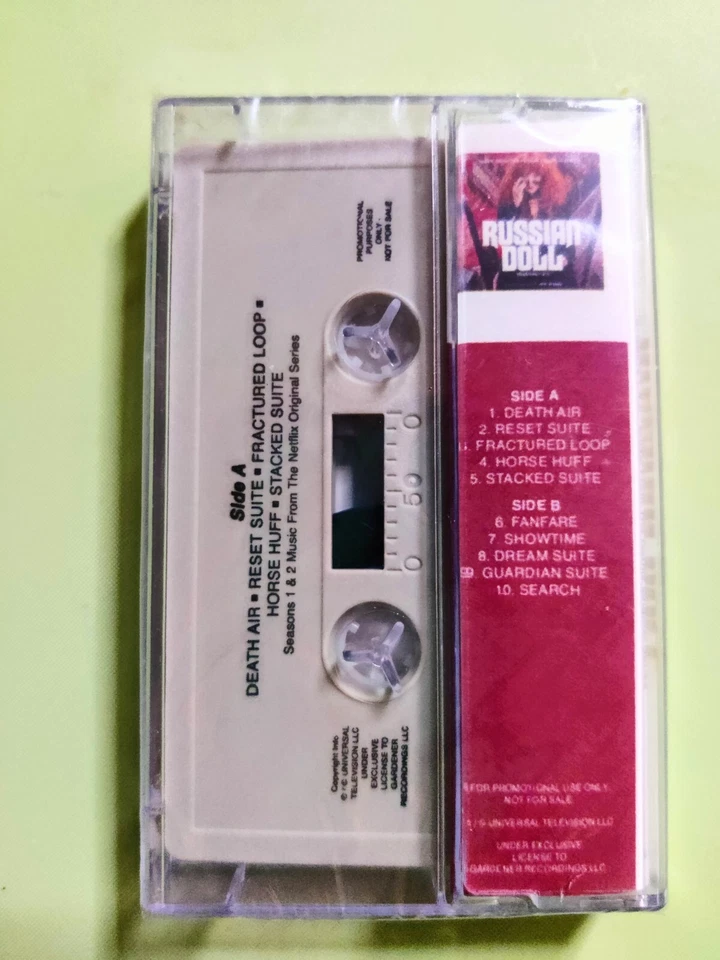 Side A
DEATH AIR ▪ RESET SUITE ▪ FRACTURED LOOP ▪
HORSE HUFF ▪ STACKED SUITE
Seasons 1 & 2 Music From The Netflix Original Series
PROMOTIONAL
PURPOSES
ONLY -
NOT FOR SALE
0 50 0
Copyright Info
UNIVERSAL
TELEVISION LLC
UNDER
EXCLUSIVE
LICENSE TO
GARDENER
RECORDINGS LLC
RUSSIAN
DOLL
SIDE A
1. DEATH AIR
2. RESET SUITE
FRACTURED LOOP
4. HORSE HUFF
5. STACKED SUITE
SIDE B
6. FANFARE
7. SHOWTIME
8. DREAM SUITE
9. GUARDIAN SUITE
10. SEARCH
FOR PROMOTIONAL USE ONLY
NOT FOR SALE
UNIVERSAL TELEVISION LLC
UNDER EXCLUSIVE
LICENSE TO
GARDENER RECORDINGS LLC